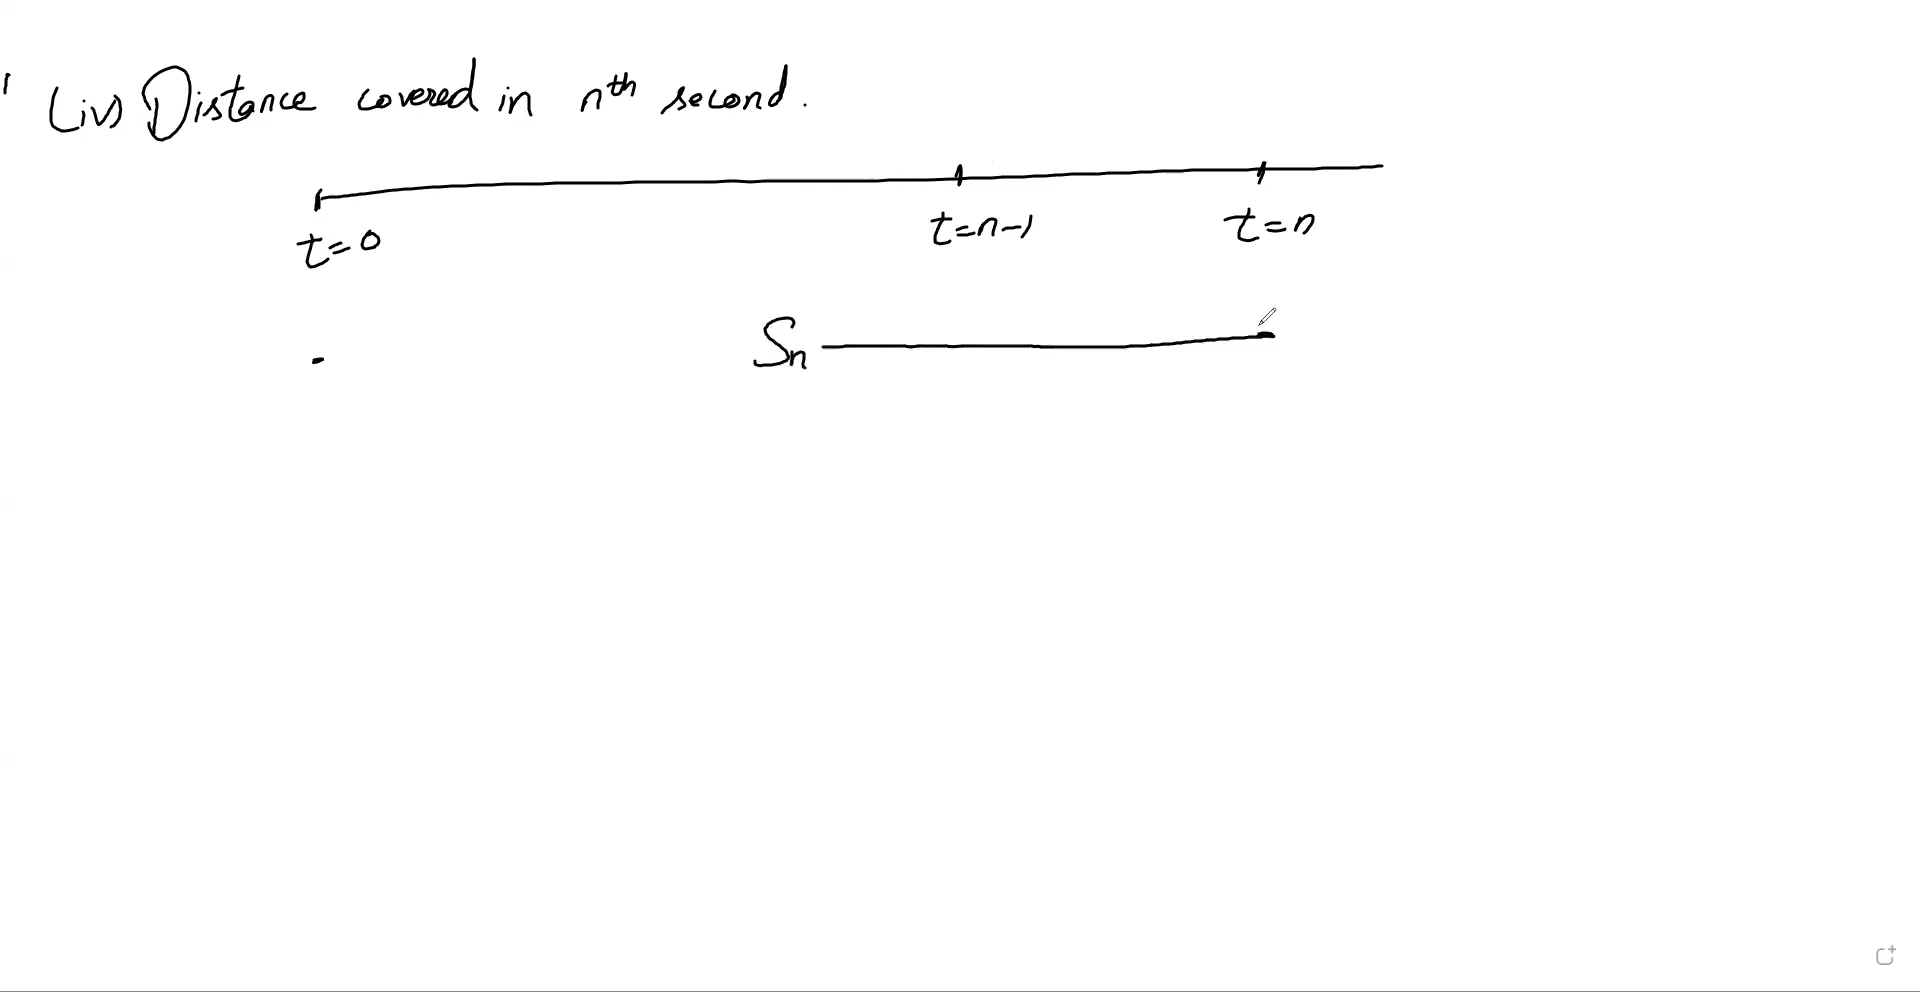 (iv) Distance covered in nth second.
t=0 t=n-1 t=n
Sn